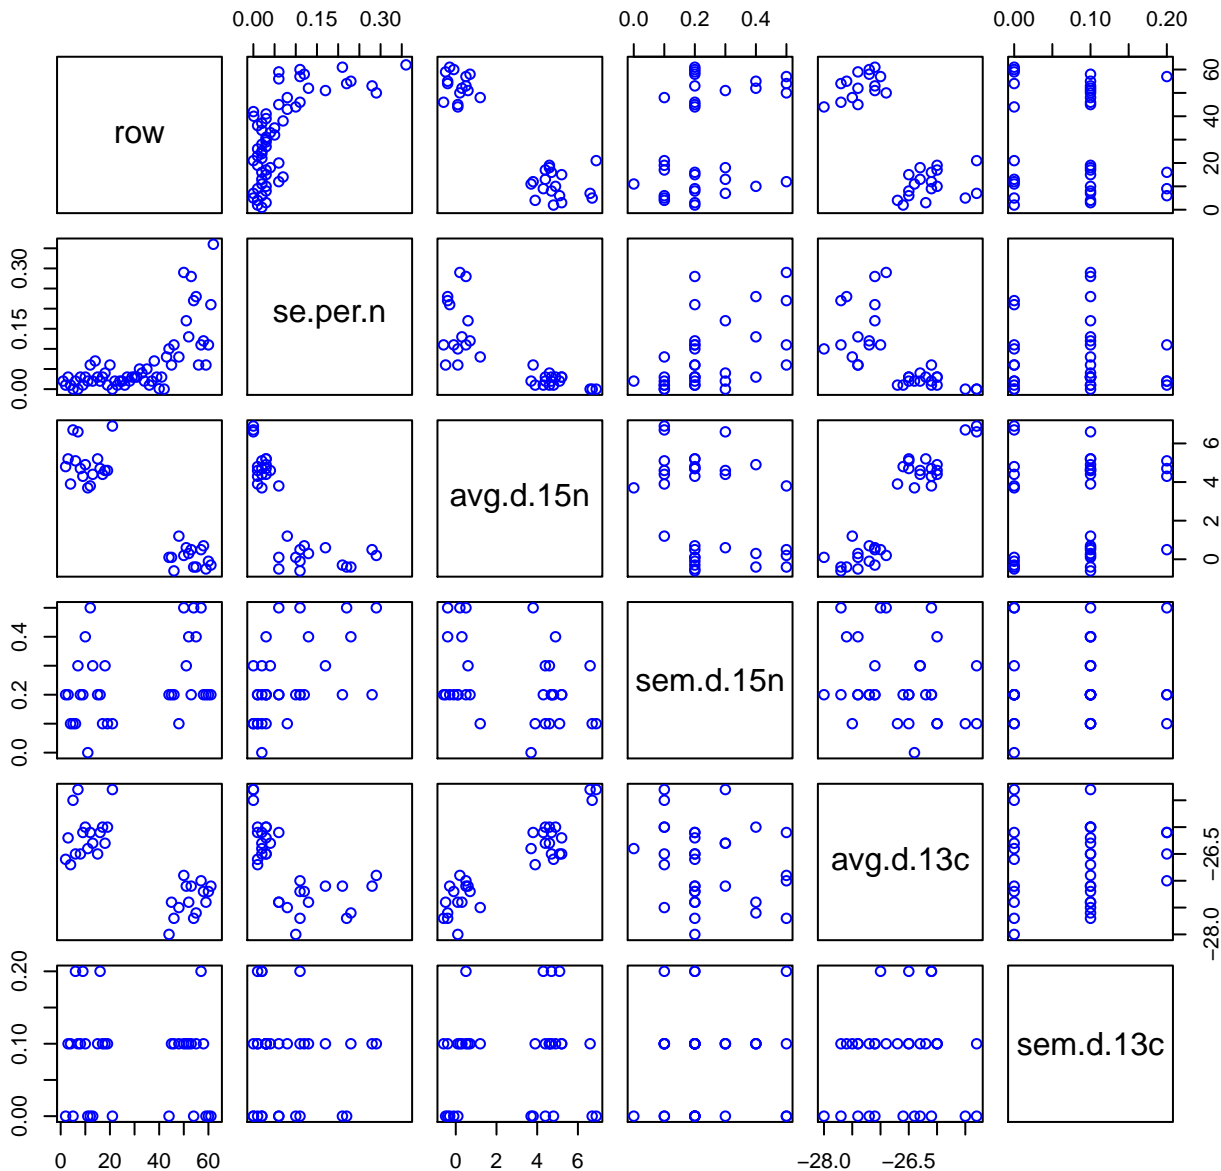 0.00 0.15 0.30 0.0 0.2 0.4 0.00 0.10 0.20
row 0 20 40 60
0.00 0.15 0.30 se.per.n
avg.d.15n 0 2 4 6
0.0 0.2 0.4 sem.d.15n
avg.d.13c -28.0 -26.5
0.00 0.10 0.20 sem.d.13c
0 20 40 60 0 2 4 6 -28.0 -26.5